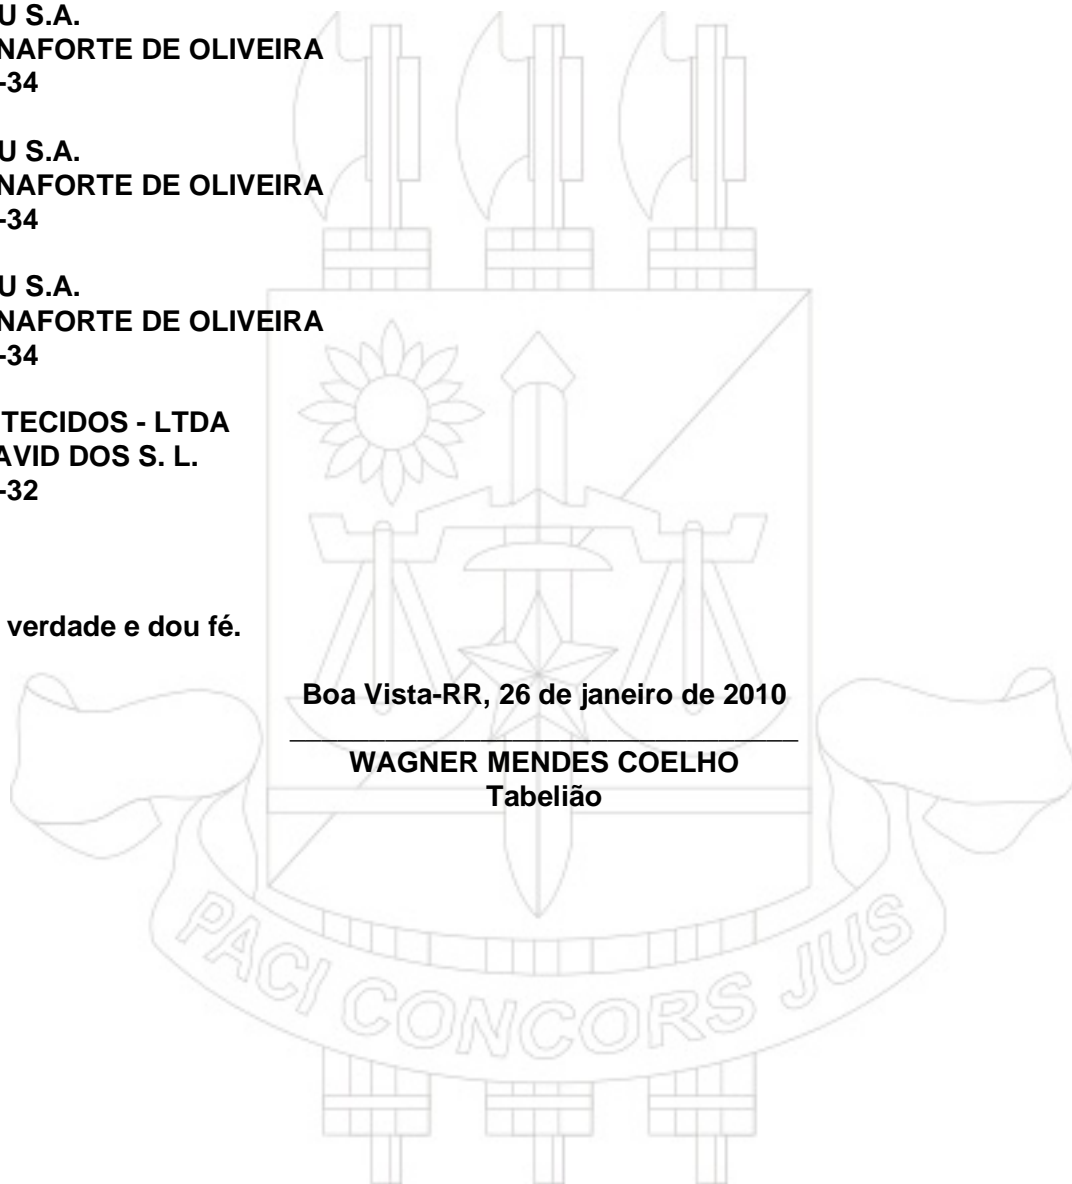 U S.A.
NAFORTE DE OLIVEIRA
-34
U S.A.
NAFORTE DE OLIVEIRA
-34
U S.A.
NAFORTE DE OLIVEIRA
-34
TECIDOS - LTDA
AVID DOS S. L.
-32
verdade e dou fé.
Boa Vista-RR, 26 de janeiro de 2010
WAGNER MENDES COELHO
Tabelião
PACI CONCORS JUS